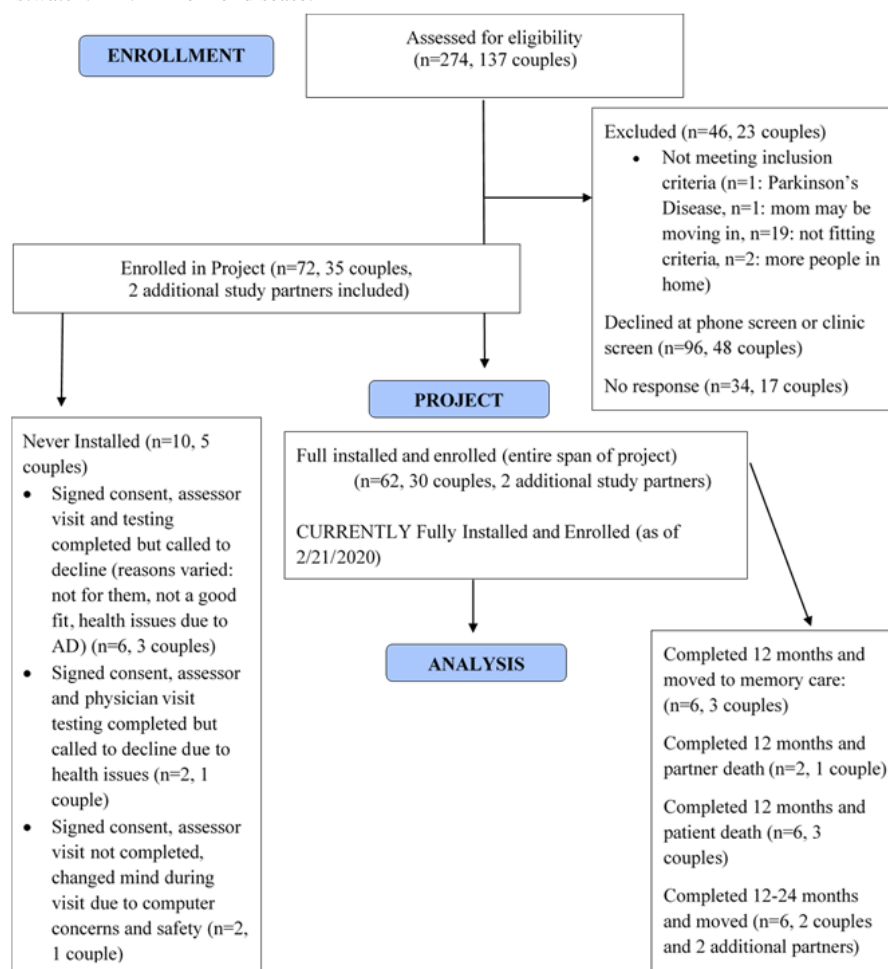 ENROLLMENT
Assessed for eligibility
(n=274, 137 couples)
Excluded (n=46, 23 couples)
• Not meeting inclusion
criteria (n=1: Parkinson's
Disease, n=1: mom may be
moving in, n=19: not fitting
criteria, n=2: more people in
home)
Declined at phone screen or clinic
screen (n=96, 48 couples)
No response (n=34, 17 couples)
Enrolled in Project (n=72, 35 couples,
2 additional study partners included)
PROJECT
Never Installed (n=10, 5
couples)
• Signed consent, assessor
visit and testing
completed but called to
decline (reasons varied:
not for them, not a good
fit, health issues due to
AD) (n=6, 3 couples)
• Signed consent, assessor
and physician visit
testing completed but
called to decline due to
health issues (n=2, 1
couple)
• Signed consent, assessor
visit not completed,
changed mind during
visit due to computer
concerns and safety (n=2,
1 couple)
Full installed and enrolled (entire span of project)
(n=62, 30 couples, 2 additional study partners)
CURRENTLY Fully Installed and Enrolled (as of
2/21/2020)
ANALYSIS
Completed 12 months and
moved to memory care:
(n=6, 3 couples)
Completed 12 months and
partner death (n=2, 1 couple)
Completed 12 months and
patient death (n=6, 3
couples)
Completed 12-24 months
and moved (n=6, 2 couples
and 2 additional partners)